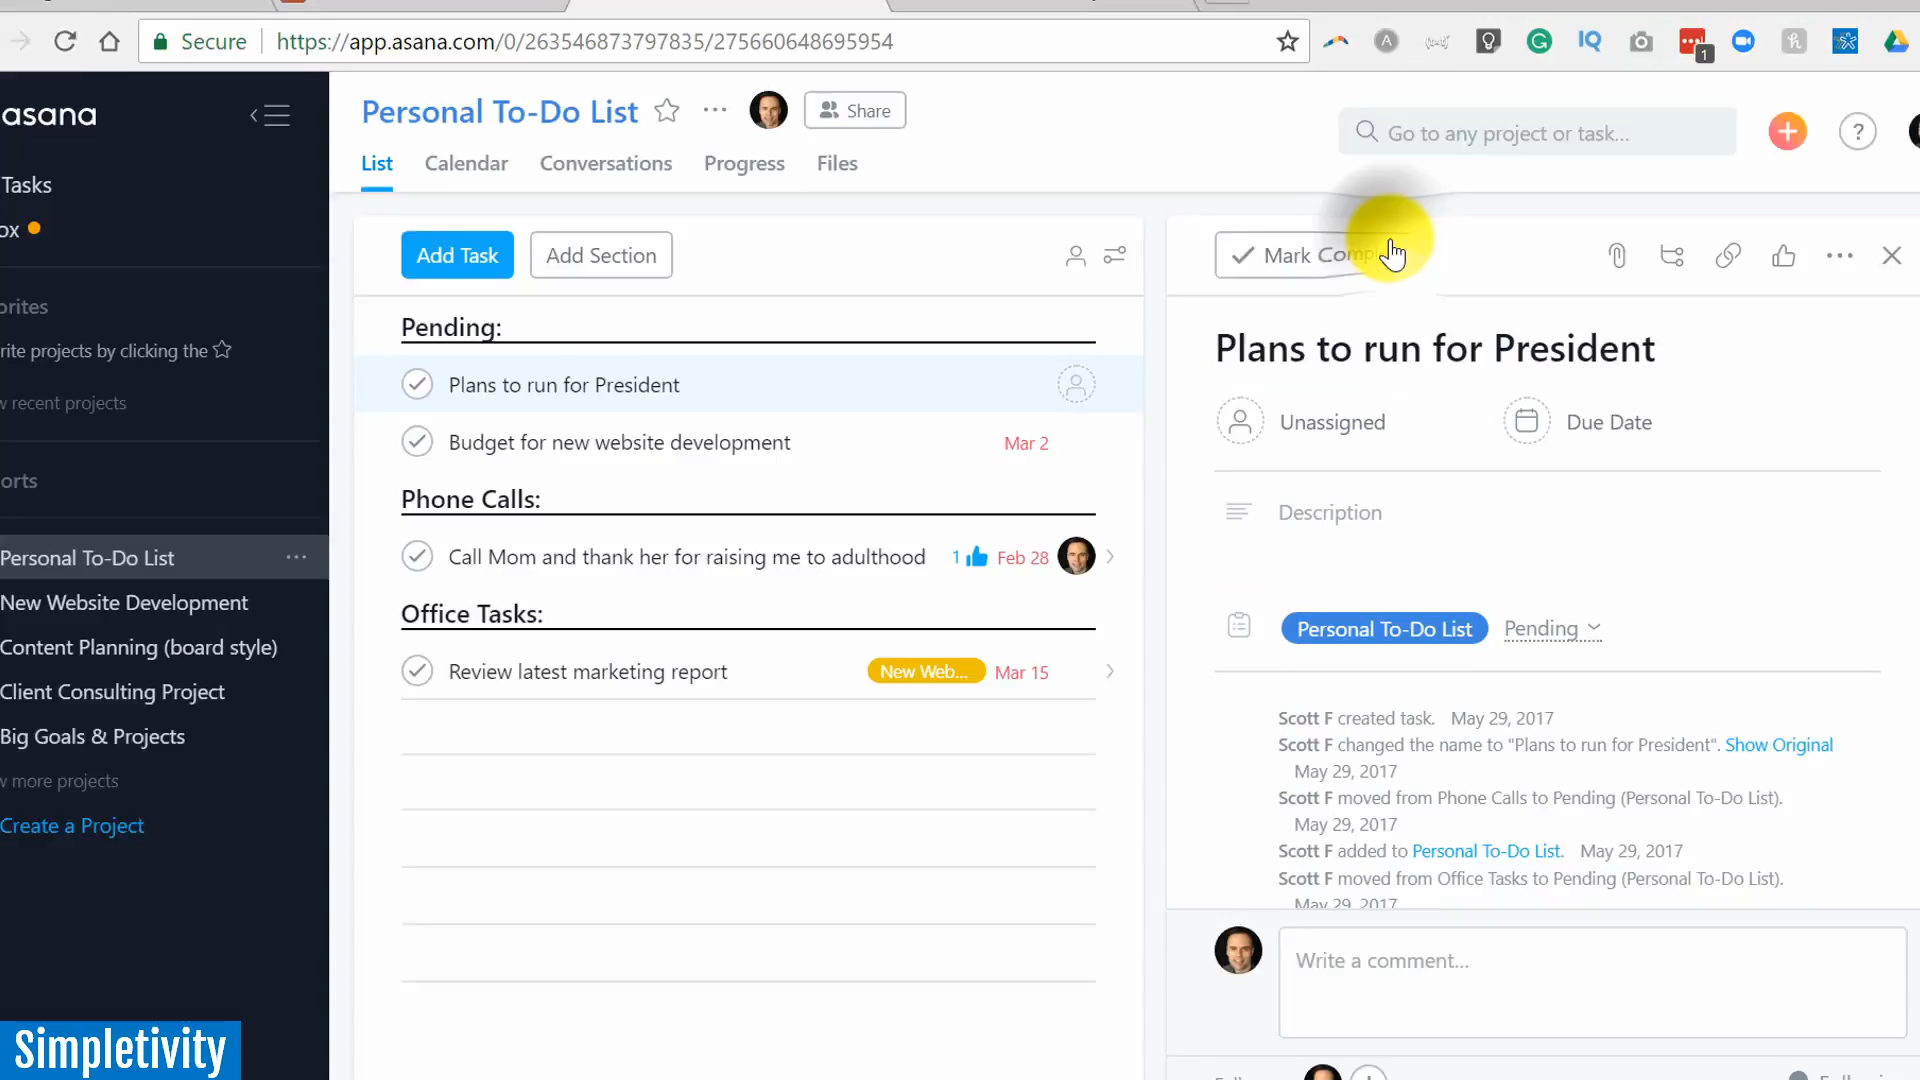 Secure https://app.asana.com/0/263546873797835/275660648695954
1
asana
Tasks
ox
orites
rite projects by clicking the
w recent projects
orts
Personal To-Do List
New Website Development
Content Planning (board style)
Client Consulting Project
Big Goals & Projects
w more projects
Create a Project
Simpletivity
Personal To-Do List
Share
Go to any project or task...
?
List Calendar Conversations Progress Files
Add Task Add Section
Pending:
Plans to run for President
Budget for new website development Mar 2
Phone Calls:
Call Mom and thank her for raising me to adulthood 1 Feb 28
Office Tasks:
Review latest marketing report New Web... Mar 15
Mark Comp
Plans to run for President
Unassigned Due Date
Description
Personal To-Do List Pending
Scott F created task. May 29, 2017
Scott F changed the name to "Plans to run for President". Show Original
May 29, 2017
Scott F moved from Phone Calls to Pending (Personal To-Do List).
May 29, 2017
Scott F added to Personal To-Do List. May 29, 2017
Scott F moved from Office Tasks to Pending (Personal To-Do List).
May 29, 2017
Write a comment...